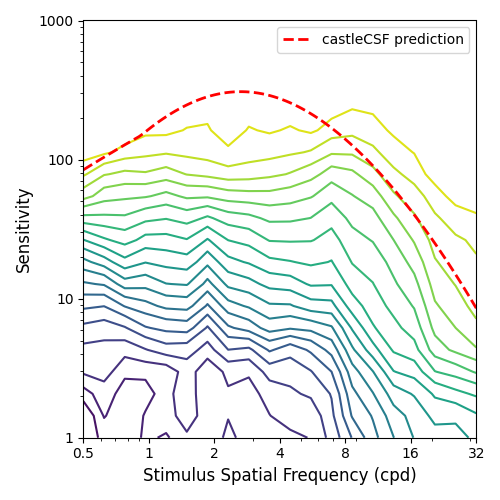 1000
castleCSF prediction
100
Sensitivity
10
1
0.5 1 2 4 8 16 32
Stimulus Spatial Frequency (cpd)